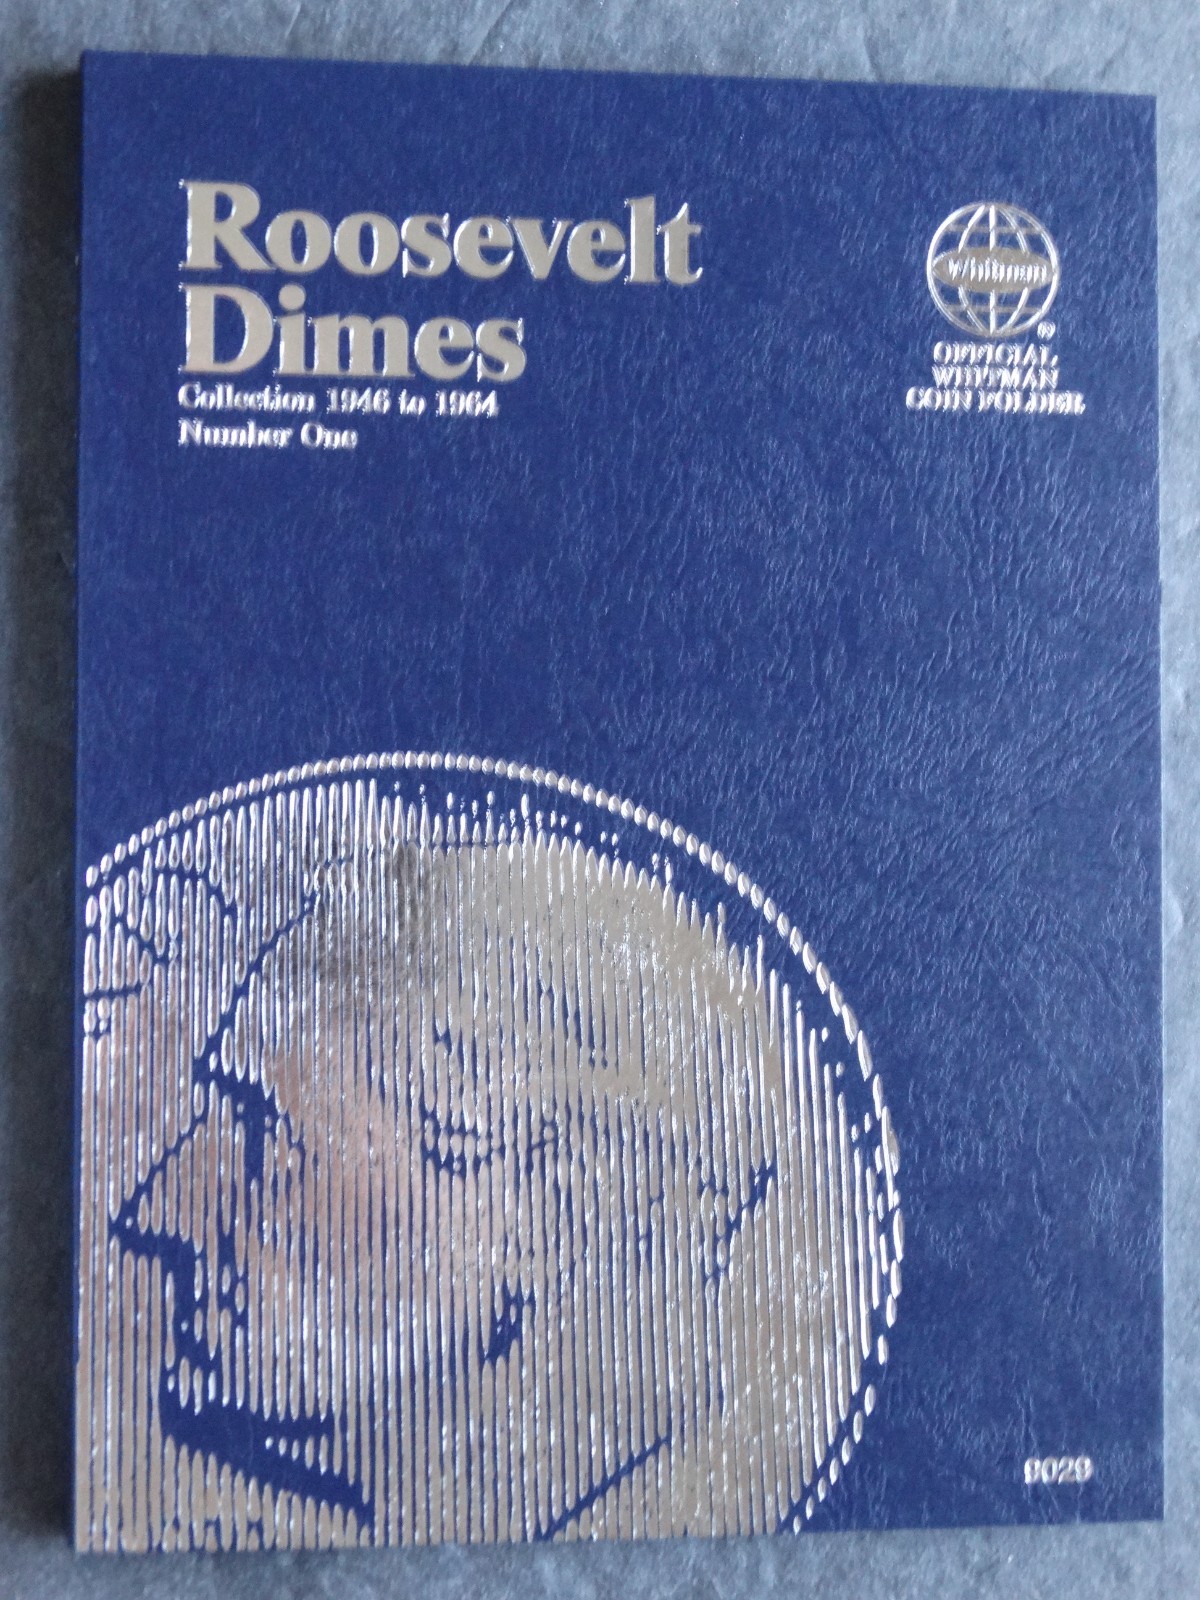 Roosevelt
Dimes
Collection 1946 to 1964
Number One
Whitman
®
OFFICIAL
WHITMAN
COIN FOLDER
9029